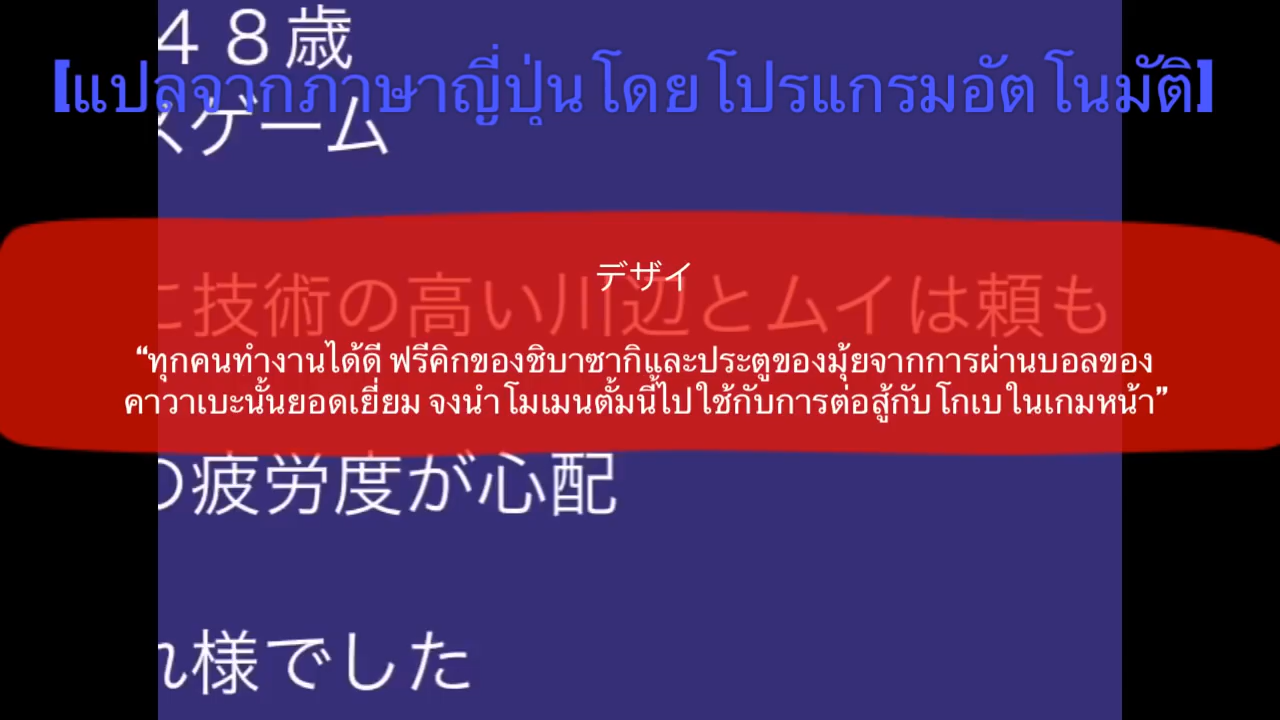 ４８歳
【แปลจากภาษาญี่ปุ่นโดยโปรแกรมอัตโนมัติ】
スゲーム
デザイ
に技術の高い川辺とムイは頼も
“ทุกคนทำงานได้ดี ฟรีคิกของชิบาซากิและประตูของมุ้ยจากการผ่านบอลของ
คาวาเบะนั้นยอดเยี่ยม จงนำโมเมนตั้มนี้ไปใช้กับการต่อสู้กับโกเบในเกมหน้า”
の疲労度が心配
れ様でした